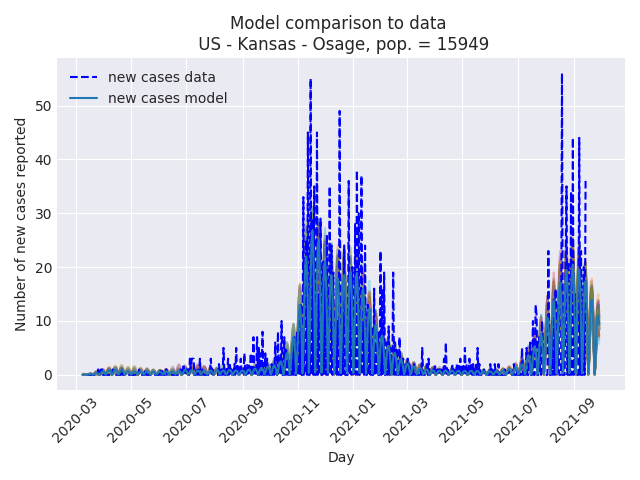 Model comparison to data
US - Kansas - Osage, pop. = 15949
new cases data
new cases model
Number of new cases reported
50
40
30
20
10
0
2020-03
2020-05
2020-07
2020-09
2020-11
2021-01
2021-03
2021-05
2021-07
2021-09
Day